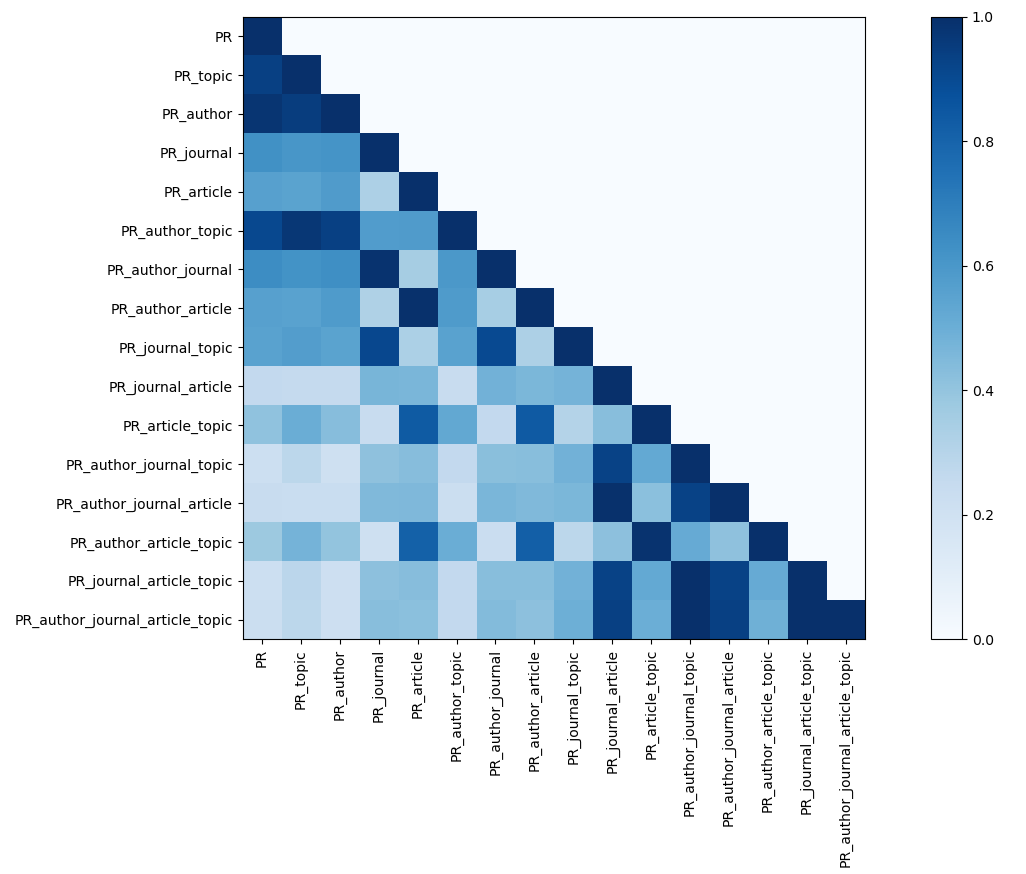 PR
PR_topic
PR_author
PR_journal
PR_article
PR_author_topic
PR_author_journal
PR_author_article
PR_journal_topic
PR_journal_article
PR_article_topic
PR_author_journal_topic
PR_author_journal_article
PR_author_article_topic
PR_journal_article_topic
PR_author_journal_article_topic
PR
PR_topic
PR_author
PR_journal
PR_article
PR_author_topic
PR_author_journal
PR_author_article
PR_journal_topic
PR_journal_article
PR_article_topic
PR_author_journal_topic
PR_author_journal_article
PR_author_article_topic
PR_journal_article_topic
PR_author_journal_article_topic
1.0
0.8
0.6
0.4
0.2
0.0